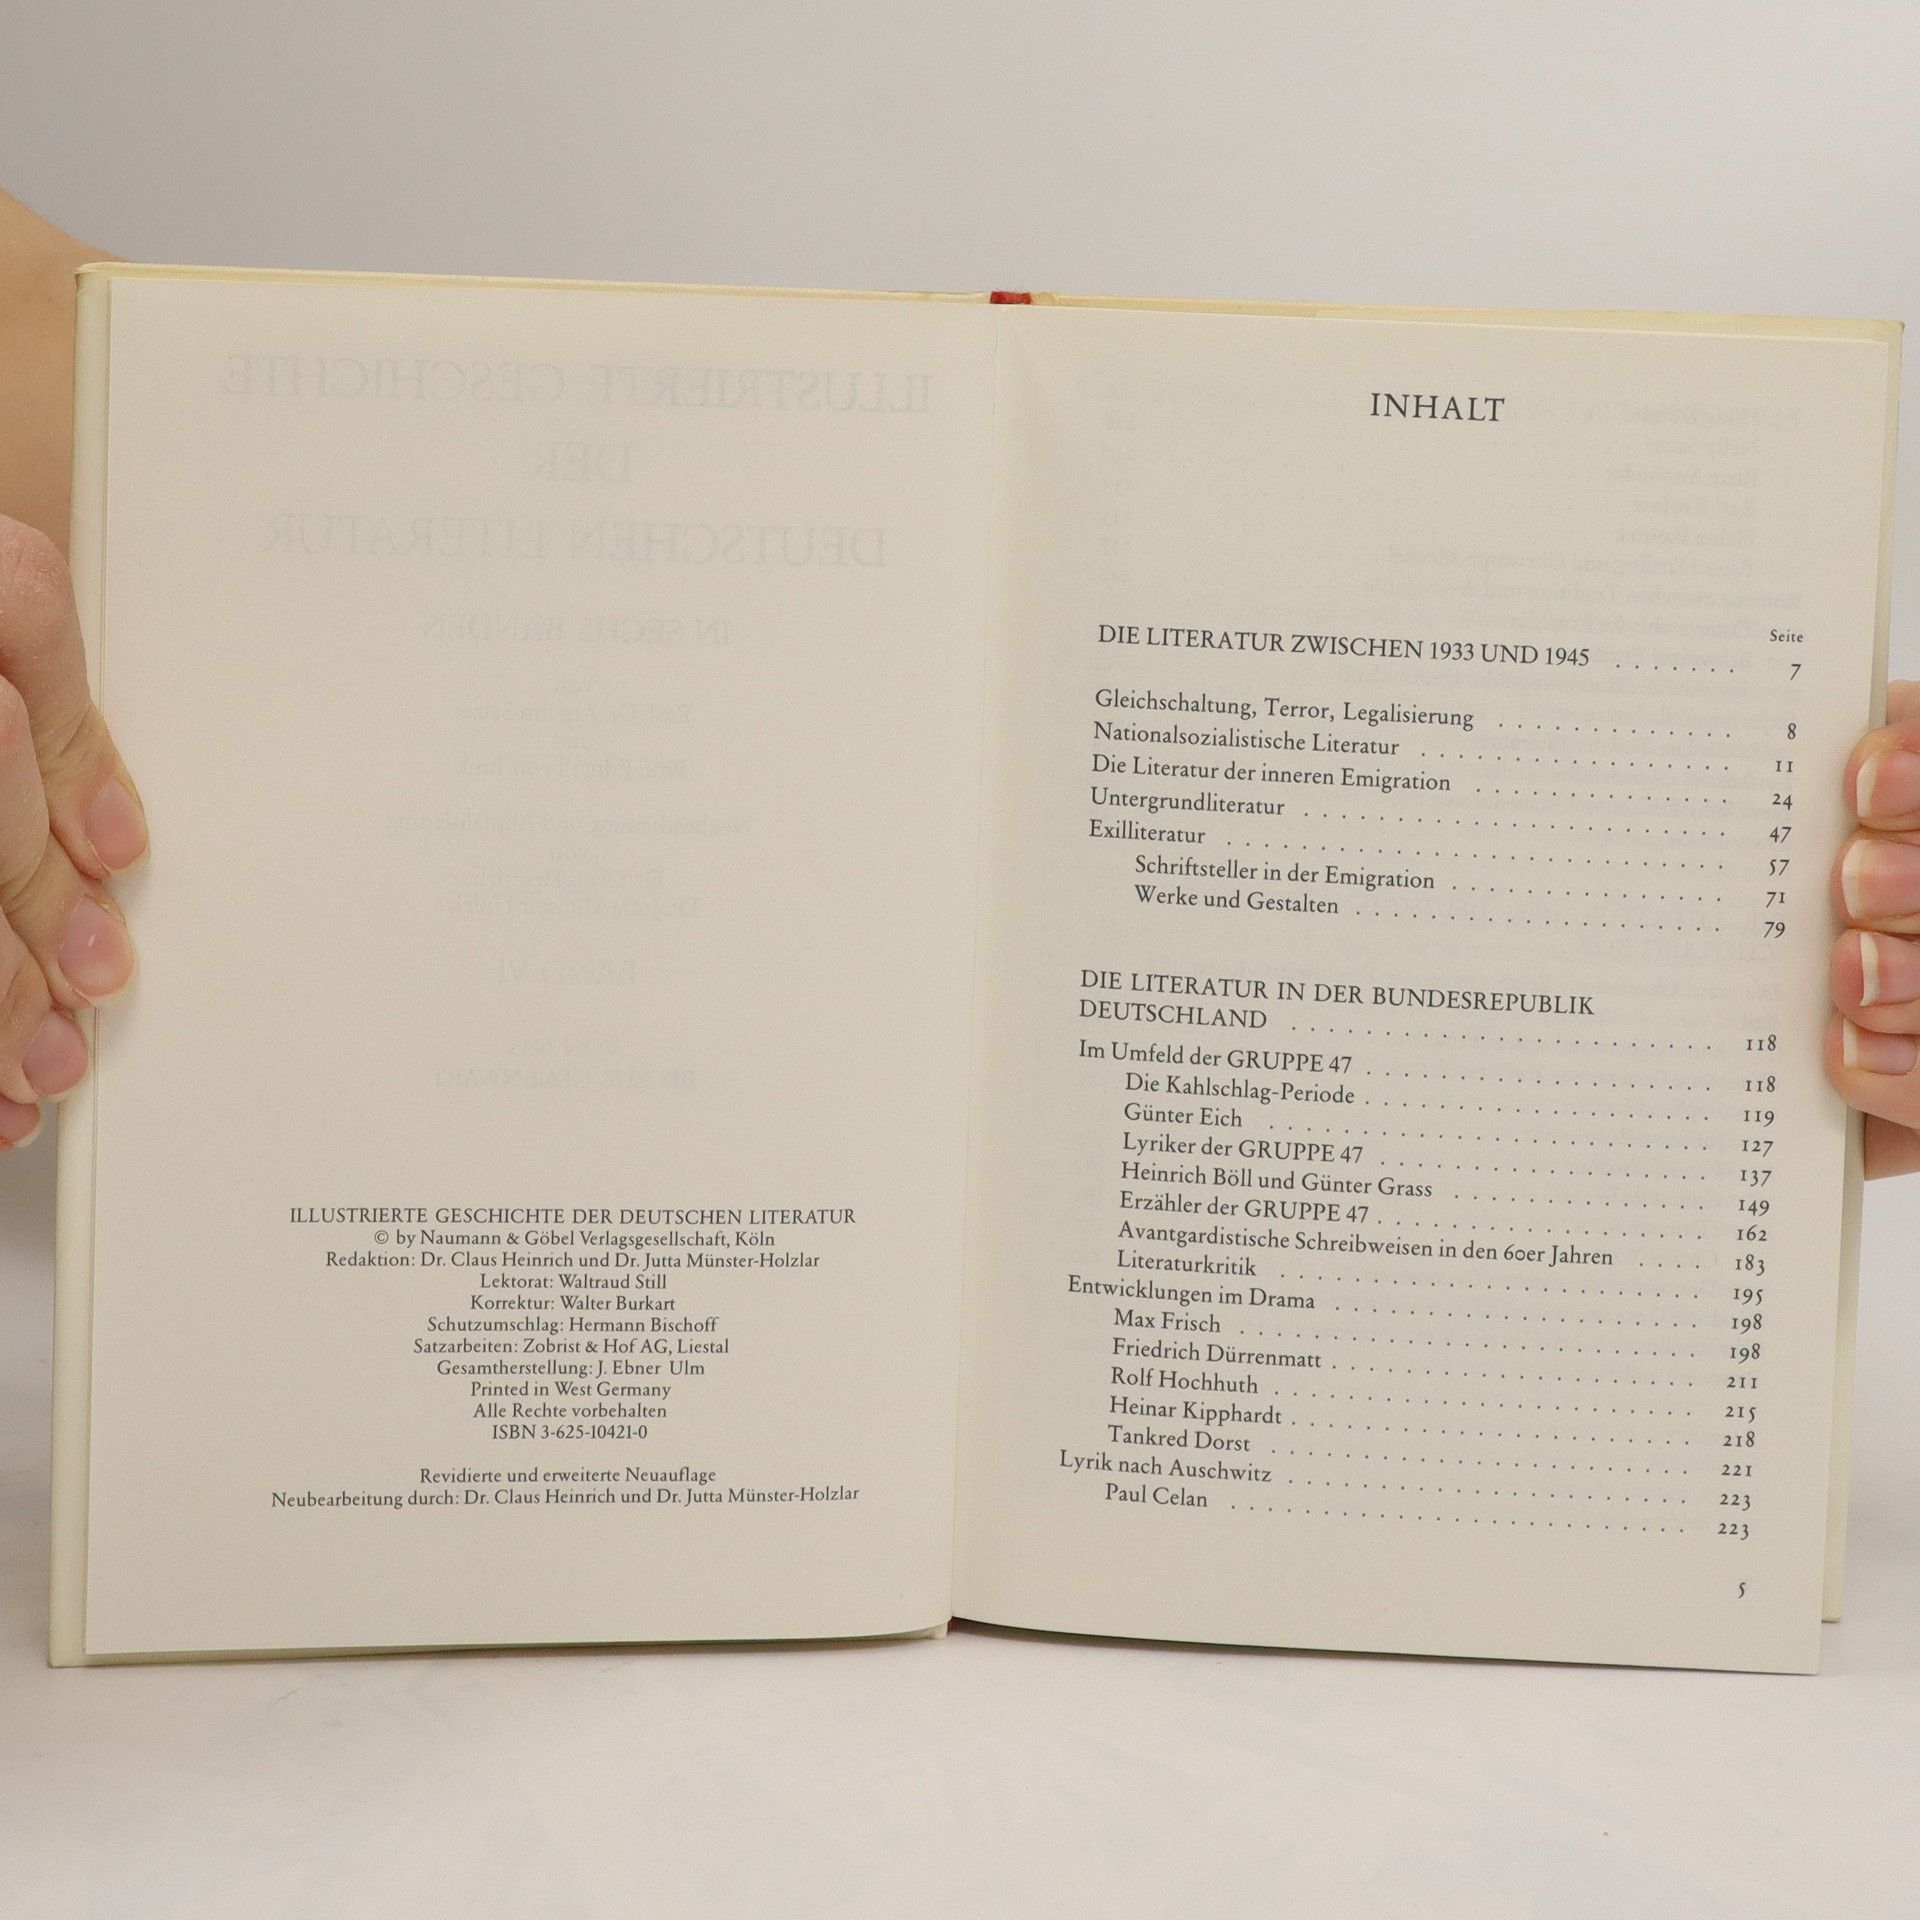 ILLUSTRIERTE GESCHICHTE
DER
DEUTSCHEN LITERATUR
ILLUSTRIERTE GESCHICHTE DER DEUTSCHEN LITERATUR
© by Naumann & Göbel Verlagsgesellschaft, Köln
Redaktion: Dr. Claus Heinrich und Dr. Jutta Münster-Holzlar
Lektorat: Waltraud Still
Korrektur: Walter Burkart
Schutzumschlag: Hermann Bischoff
Satzarbeiten: Zobrist & Hof AG, Liestal
Gesamtherstellung: J. Ebner Ulm
Printed in West Germany
Alle Rechte vorbehalten
ISBN 3-625-10421-0
Revidierte und erweiterte Neuauflage
Neubearbeitung durch: Dr. Claus Heinrich und Dr. Jutta Münster-Holzlar
INHALT
Seite
DIE LITERATUR ZWISCHEN 1933 UND 1945 . . . . . . . 7
Gleichschaltung, Terror, Legalisierung . . . . . . . . . . . . . 8
Nationalsozialistische Literatur . . . . . . . . . . . . . . . . . 11
Die Literatur der inneren Emigration . . . . . . . . . . . . . . 24
Untergrundliteratur . . . . . . . . . . . . . . . . . . . . . . . 47
Exilliteratur . . . . . . . . . . . . . . . . . . . . . . . . . . . 57
Schriftsteller in der Emigration . . . . . . . . . . . . . . . 71
Werke und Gestalten . . . . . . . . . . . . . . . . . . . . 79
DIE LITERATUR IN DER BUNDESREPUBLIK
DEUTSCHLAND . . . . . . . . . . . . . . . . . . . . . . . 118
Im Umfeld der GRUPPE 47 . . . . . . . . . . . . . . . . . . . 118
Die Kahlschlag-Periode . . . . . . . . . . . . . . . . . . . 119
Günter Eich . . . . . . . . . . . . . . . . . . . . . . . . 127
Lyriker der GRUPPE 47 . . . . . . . . . . . . . . . . . . 137
Heinrich Böll und Günter Grass . . . . . . . . . . . . . . 149
Erzähler der GRUPPE 47 . . . . . . . . . . . . . . . . . . 162
Avantgardistische Schreibweisen in den 60er Jahren . . . . 183
Literaturkritik . . . . . . . . . . . . . . . . . . . . . . . 195
Entwicklungen im Drama . . . . . . . . . . . . . . . . . . . . 198
Max Frisch . . . . . . . . . . . . . . . . . . . . . . . . . 198
Friedrich Dürrenmatt . . . . . . . . . . . . . . . . . . . . 211
Rolf Hochhuth . . . . . . . . . . . . . . . . . . . . . . . 215
Heinar Kipphardt . . . . . . . . . . . . . . . . . . . . . . 218
Tankred Dorst . . . . . . . . . . . . . . . . . . . . . . . 221
Lyrik nach Auschwitz . . . . . . . . . . . . . . . . . . . . . . 223
Paul Celan . . . . . . . . . . . . . . . . . . . . . . . . . 223
5